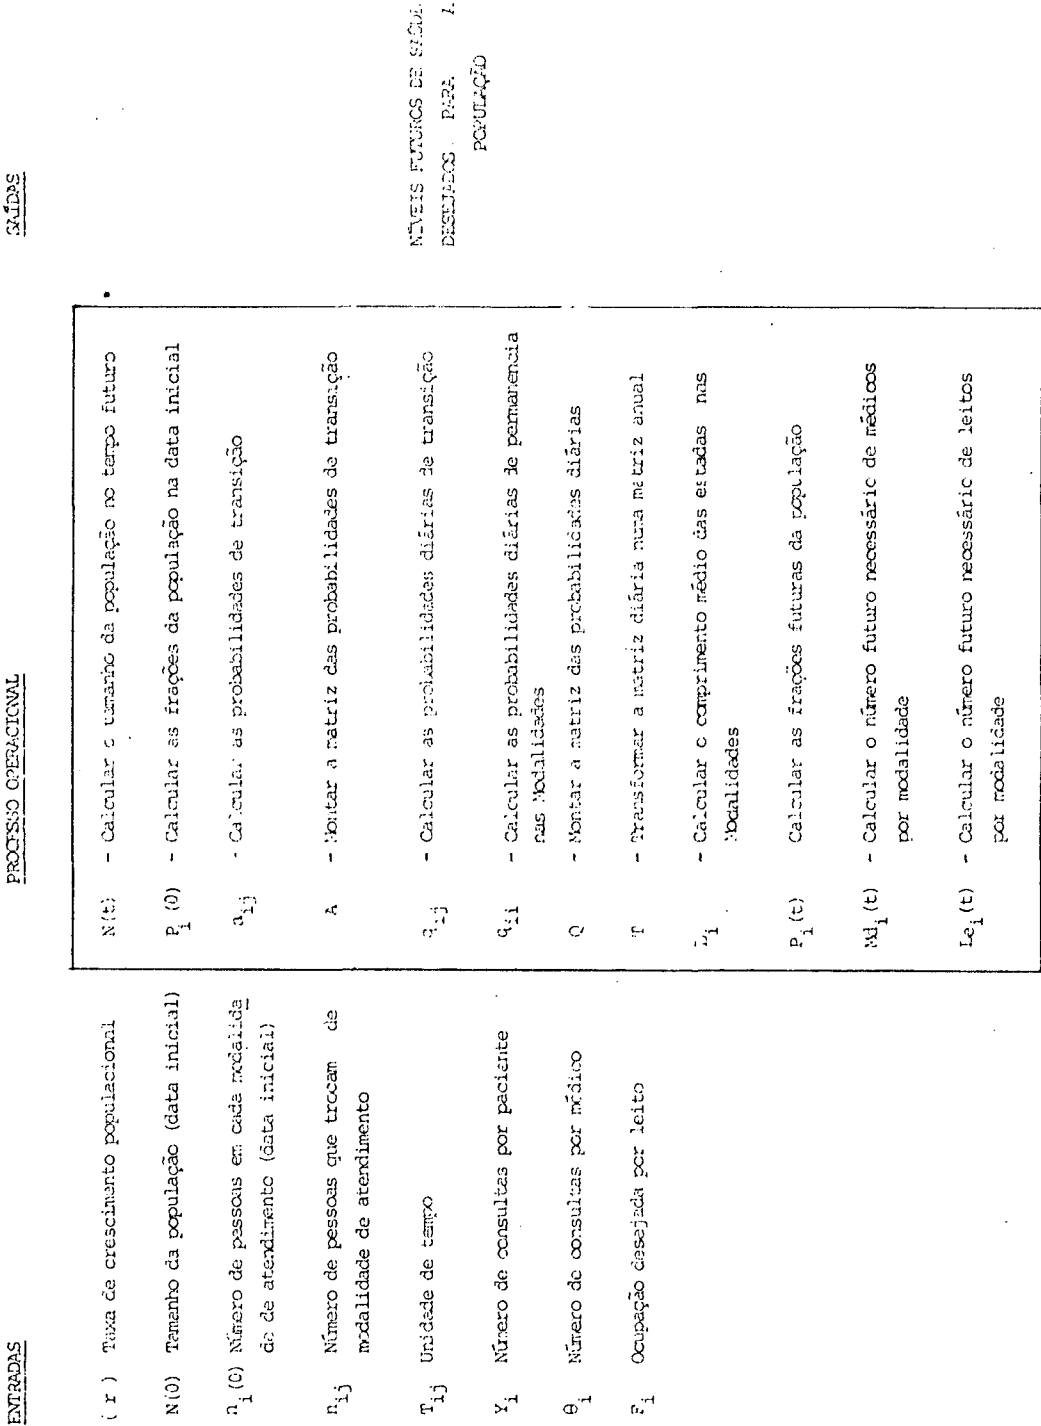 ENTRADAS
( r ) Taxa de crescimento populacional
N(0) Tamanho da população (data inicial)
n_i (0) Número de pessoas em cada modalida
de de atendimento (data inicial)
n_ij Número de pessoas que trocam de
modalidade de atendimento
T_ij Unidade de tempo
Y_i Número de consultas por paciente
θ_i Número de consultas por médico
F_i Ocupação desejada por leito
PROCESSO OPERACIONAL
N(t) - Calcular o tamanho da população no tempo futuro
P_i (0) - Calcular as frações da população na data inicial
a_ij - Calcular as probabilidades de transição
A - Montar a matriz das probabilidades de transição
q_ij - Calcular as probabilidades diárias de transição
q_ii - Calcular as probabilidades diárias de permanencia
nas Modalidades
Q - Montar a matriz das probabilidades diárias
T - Transformar a matriz diária numa matriz anual
L_i - Calcular o comprimento médio das estadas nas
Modalidades
P_i (t) Calcular as frações futuras da população
Md_i (t) - Calcular o número futuro necessário de médicos
por modalidade
Le_i (t) - Calcular o número futuro necessário de leitos
por modalidade
SAÍDAS
NÍVEIS FUTUROS DE SAÚDE
DESEJADOS PARA A
POPULAÇÃO